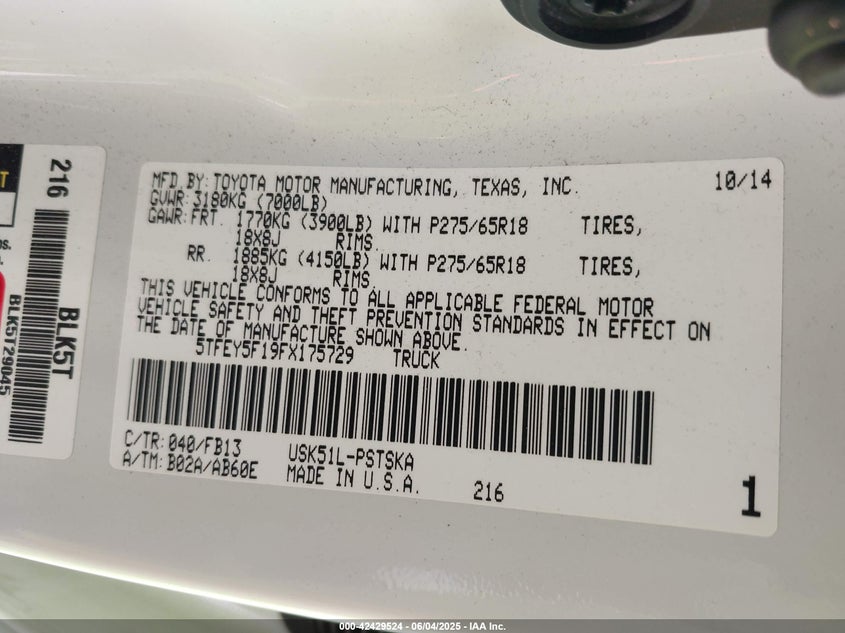 MFD. BY: TOYOTA MOTOR MANUFACTURING, TEXAS, INC. 10/14
GVWR: 3180KG (7000LB)
GAWR: FRT. 1770KG (3900LB) WITH P275/65R18 TIRES,
18X8J RIMS.
RR. 1885KG (4150LB) WITH P275/65R18 TIRES,
18X8J RIMS.
THIS VEHICLE CONFORMS TO ALL APPLICABLE FEDERAL MOTOR
VEHICLE SAFETY AND THEFT PREVENTION STANDARDS IN EFFECT ON
THE DATE OF MANUFACTURE SHOWN ABOVE.
5TFEY5F19FX175729 TRUCK
C/TR: 040/FB13 USK51L-PSTSKA
A/TM: B02A/AB60E MADE IN U.S.A. 216
1
216
BLK5T
BLK5T29045
000-42429524 - 06/04/2025 - IAA Inc.